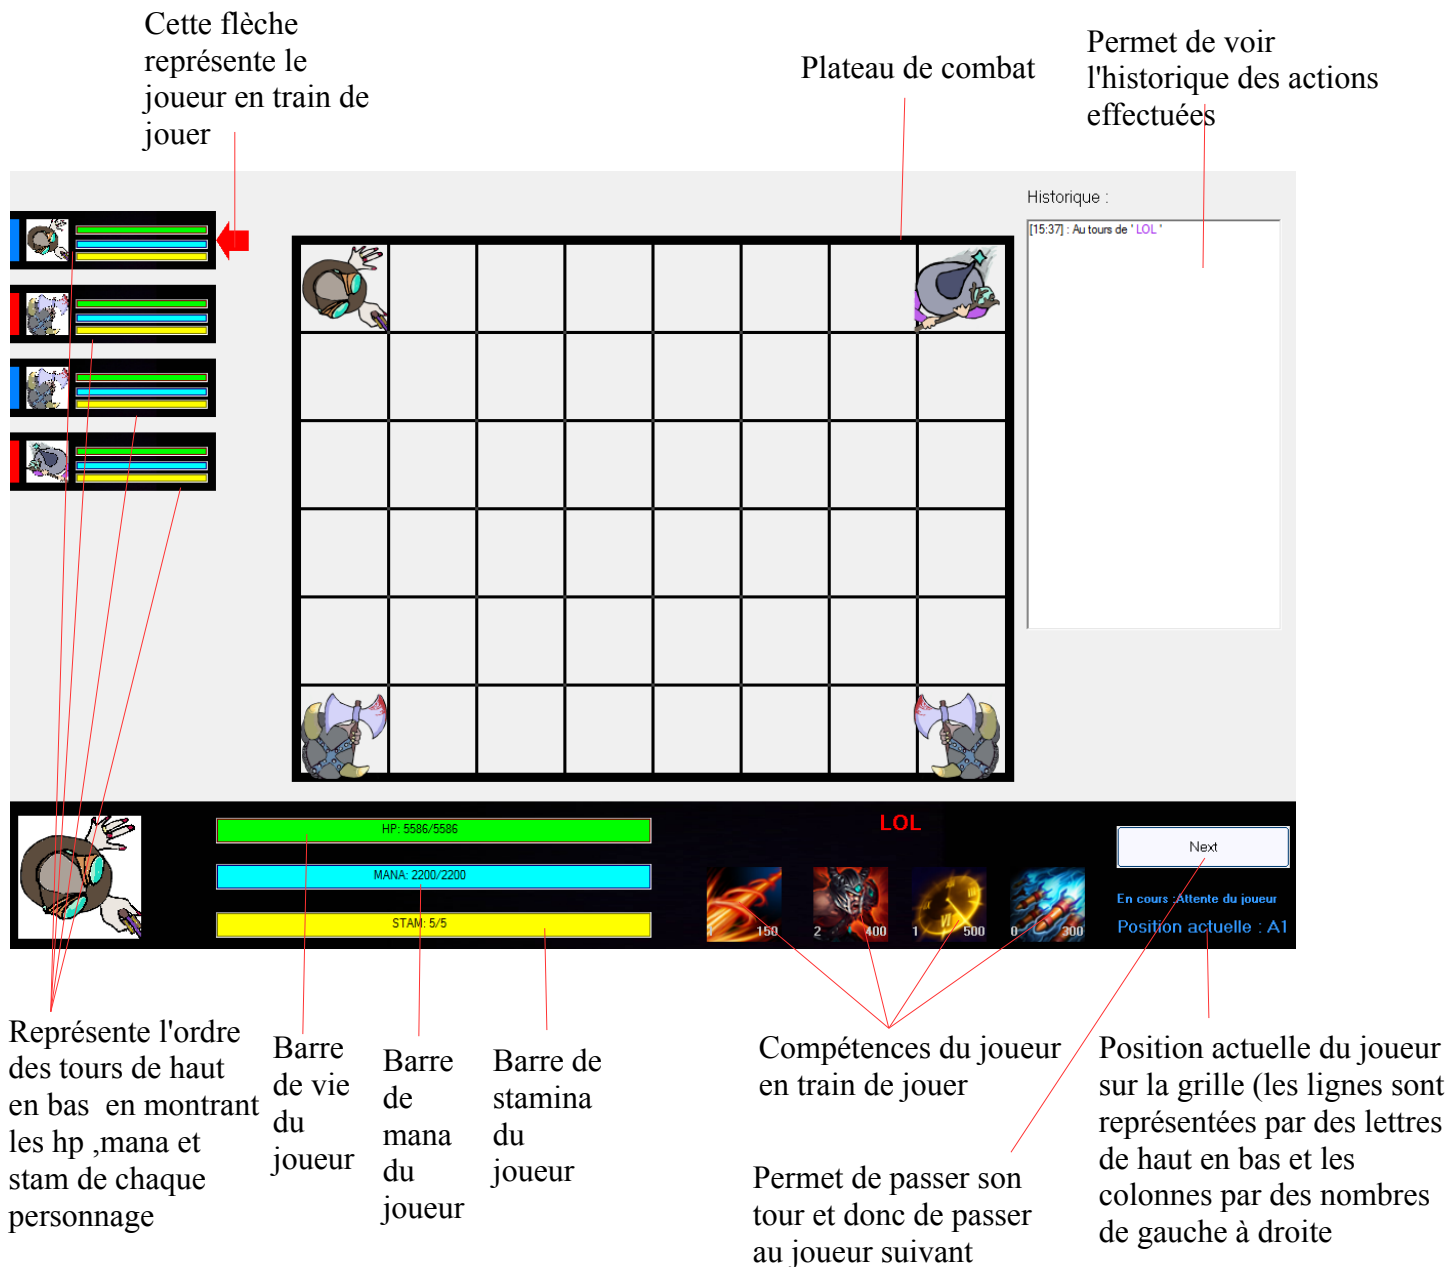 Cette flèche
représente le
joueur en train de
jouer
Plateau de combat
Permet de voir
l'historique des actions
effectuées
Historique :
[15:37] : Au tours de ' LOL '
HP: 5586/5586
MANA: 2200/2200
STAM: 5/5
LOL
150
2 400
1 500
0 300
Next
En cours :Attente du joueur
Position actuelle : A1
Représente l'ordre
des tours de haut
en bas en montrant
les hp ,mana et
stam de chaque
personnage
Barre
de vie
du
joueur
Barre
de
mana
du
joueur
Barre de
stamina
du
joueur
Compétences du joueur
en train de jouer
Permet de passer son
tour et donc de passer
au joueur suivant
Position actuelle du joueur
sur la grille (les lignes sont
représentées par des lettres
de haut en bas et les
colonnes par des nombres
de gauche à droite